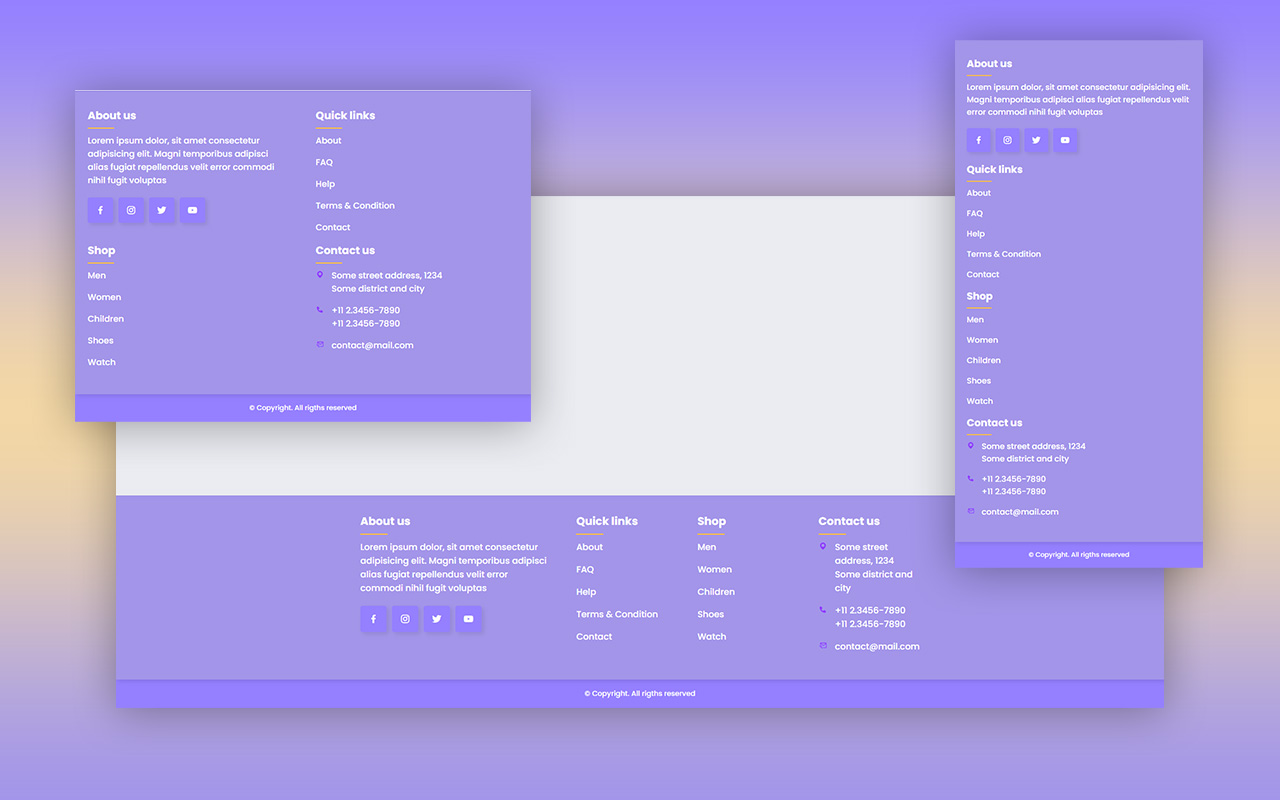 About us
Lorem ipsum dolor, sit amet consectetur
adipisicing elit. Magni temporibus adipisci
alias fugiat repellendus velit error commodi
nihil fugit voluptas
Quick links
About
FAQ
Help
Terms & Condition
Contact
Shop
Men
Women
Children
Shoes
Watch
Contact us
Some street address, 1234
Some district and city
+11 2.3456-7890
+11 2.3456-7890
contact@mail.com
© Copyright. All rigths reserved
About us
Lorem ipsum dolor, sit amet consectetur adipisicing elit.
Magni temporibus adipisci alias fugiat repellendus velit
error commodi nihil fugit voluptas
Quick links
About
FAQ
Help
Terms & Condition
Contact
Shop
Men
Women
Children
Shoes
Watch
Contact us
Some street address, 1234
Some district and city
+11 2.3456-7890
+11 2.3456-7890
contact@mail.com
© Copyright. All rigths reserved
About us
Lorem ipsum dolor, sit amet consectetur
adipisicing elit. Magni temporibus adipisci
alias fugiat repellendus velit error
commodi nihil fugit voluptas
Quick links
About
FAQ
Help
Terms & Condition
Contact
Shop
Men
Women
Children
Shoes
Watch
Contact us
Some street
address, 1234
Some district and
city
+11 2.3456-7890
+11 2.3456-7890
contact@mail.com
© Copyright. All rigths reserved